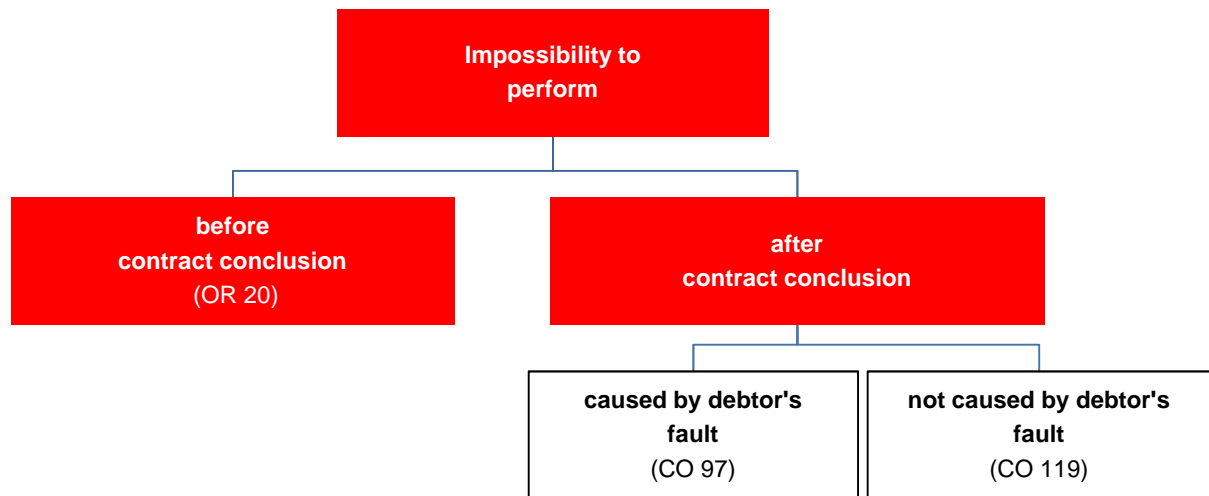 Impossibility to
perform
before
contract conclusion
(OR 20)
after
contract conclusion
caused by debtor's
fault
(CO 97)
not caused by debtor's
fault
(CO 119)